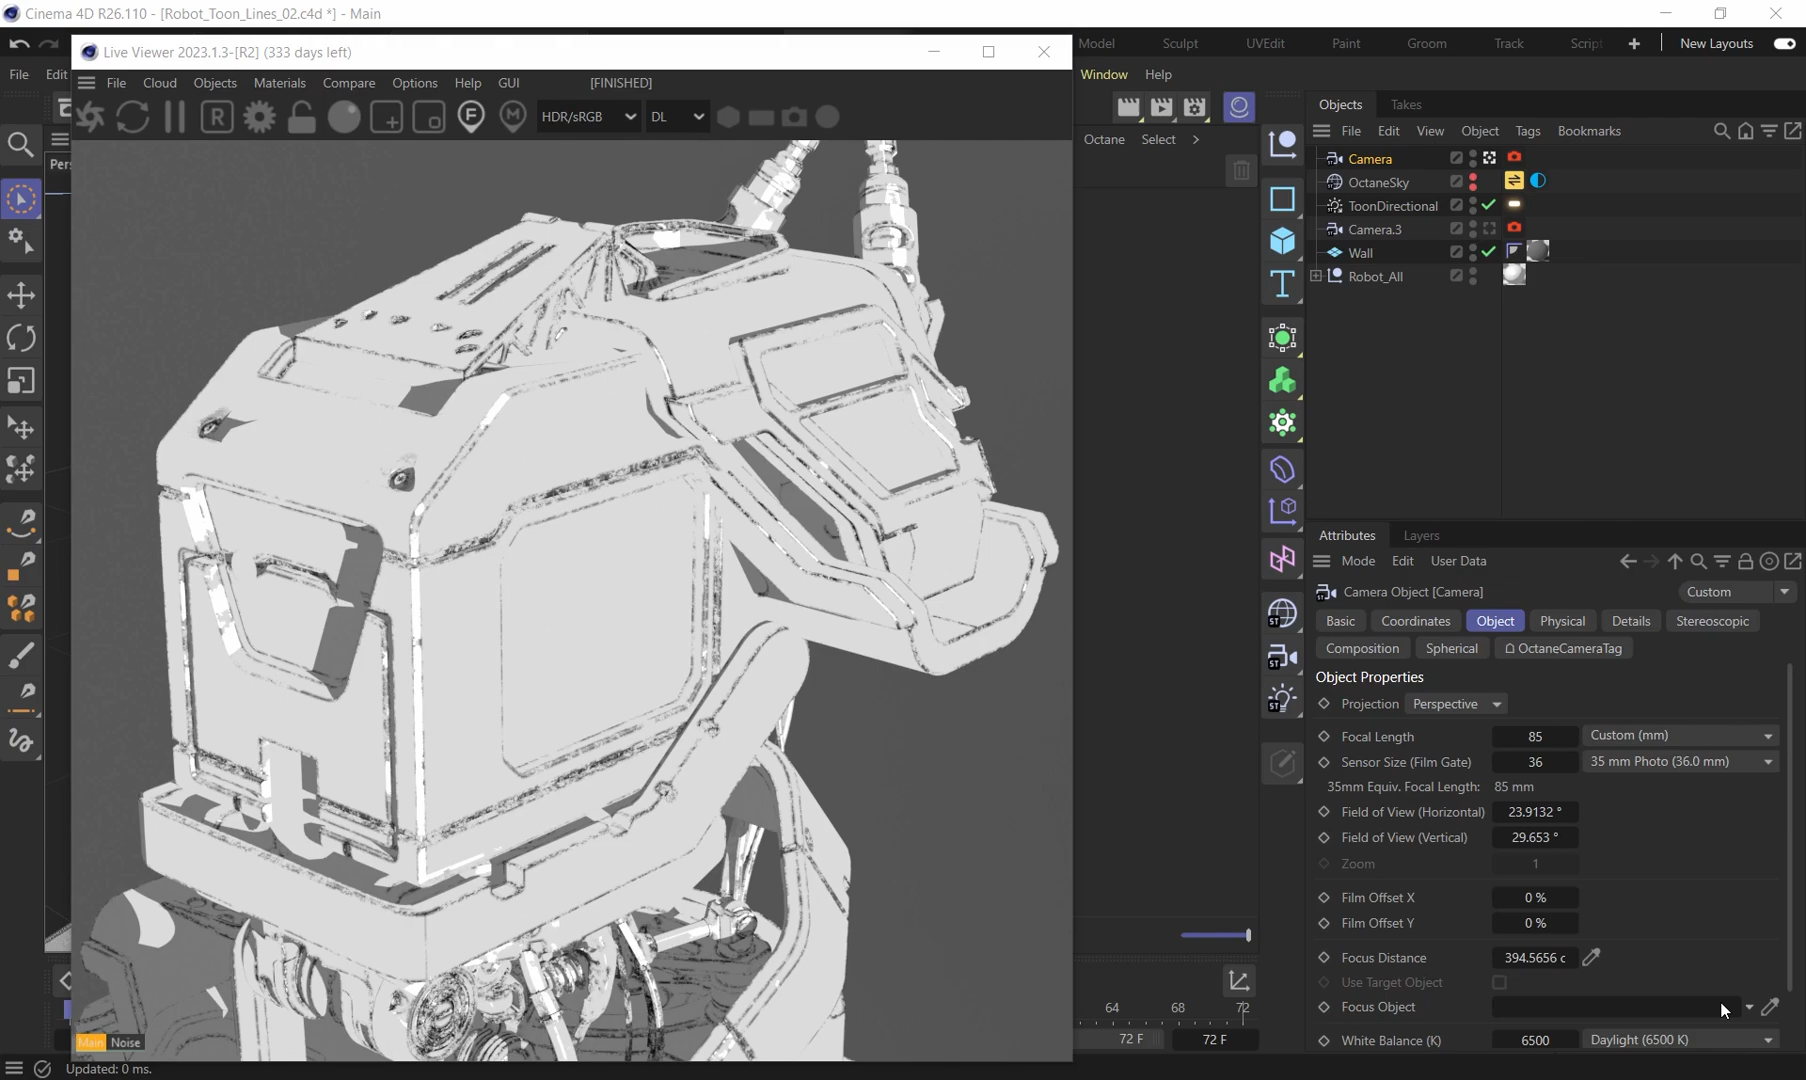 Cinema 4D R26.110 - [Robot_Toon_Lines_02.c4d *] - Main
Live Viewer 2023.1.3-[R2] (333 days left)
Model Sculpt UVEdit Paint Groom Track Script New Layouts
File Edit
Window Help
File Cloud Objects Materials Compare Options Help GUI [FINISHED]
HDR/sRGB DL
Octane Select
Objects Takes
File Edit View Object Tags Bookmarks
Camera
OctaneSky
ToonDirectional
Camera.3
Wall
Robot_All
Attributes Layers
Mode Edit User Data
Camera Object [Camera] Custom
Basic Coordinates Object Physical Details Stereoscopic
Composition Spherical OctaneCameraTag
Object Properties
Projection Perspective
Focal Length 85 Custom (mm)
Sensor Size (Film Gate) 36 35 mm Photo (36.0 mm)
35mm Equiv. Focal Length: 85 mm
Field of View (Horizontal) 23.9132 °
Field of View (Vertical) 29.653 °
Zoom 1
Film Offset X 0 %
Film Offset Y 0 %
Focus Distance 394.5656 c
Use Target Object
Focus Object
White Balance (K) 6500 Daylight (6500 K)
64 68 72
72 F 72 F
Main Noise
Updated: 0 ms.